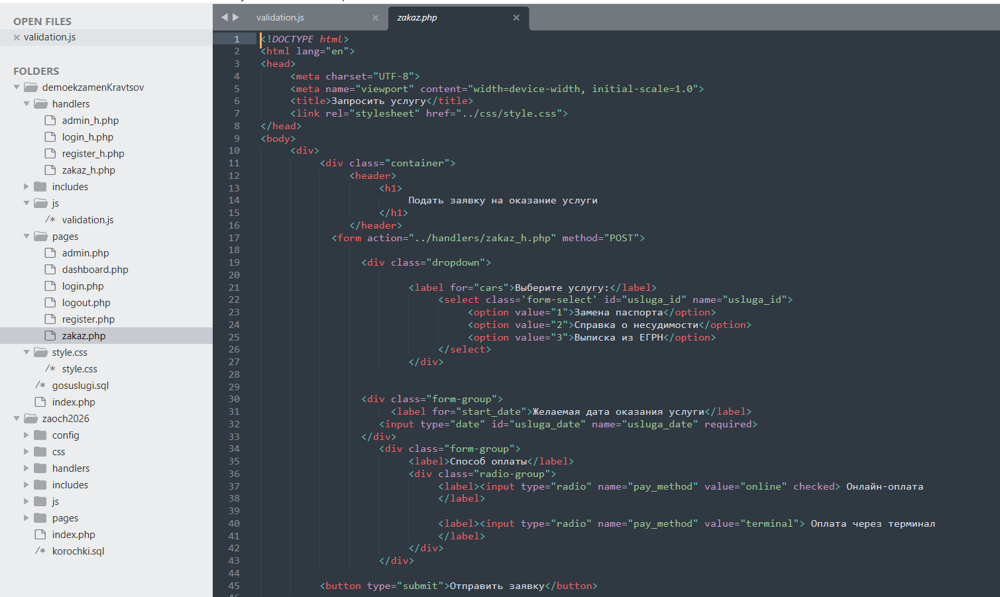 OPEN FILES
validation.js
FOLDERS
demoekzamenKravtsov
handlers
admin_h.php
login_h.php
register_h.php
zakaz_h.php
includes
js
/* validation.js
pages
admin.php
dashboard.php
login.php
logout.php
register.php
zakaz.php
style.css
/* style.css
/* gosuslugi.sql
index.php
zaoch2026
config
css
handlers
includes
js
pages
index.php
/* korochki.sql
validation.js
zakaz.php
1 <!DOCTYPE html>
2 <html lang="en">
3 <head>
4 <meta charset="UTF-8">
5 <meta name="viewport" content="width=device-width, initial-scale=1.0">
6 <title>Запросить услугу</title>
7 <link rel="stylesheet" href="../css/style.css">
8 </head>
9 <body>
10 <div>
11 <div class="container">
12 <header>
13 <h1>
14 Подать заявку на оказание услуги
15 </h1>
16 </header>
17 <form action="../handlers/zakaz_h.php" method="POST">
18
19 <div class="dropdown">
20
21 <label for="cars">Выберите услугу:</label>
22 <select class='form-select' id="usluga_id" name="usluga_id">
23 <option value="1">Замена паспорта</option>
24 <option value="2">Справка о несудимости</option>
25 <option value="3">Выписка из ЕГРН</option>
26 </select>
27 </div>
28
29
30 <div class="form-group">
31 <label for="start_date">Желаемая дата оказания услуги</label>
32 <input type="date" id="usluga_date" name="usluga_date" required>
33 </div>
34 <div class="form-group">
35 <label>Способ оплаты</label>
36 <div class="radio-group">
37 <label><input type="radio" name="pay_method" value="online" checked> Онлайн-оплата
38 </label>
39
40 <label><input type="radio" name="pay_method" value="terminal"> Оплата через терминал
41 </label>
42 </div>
43 </div>
44
45 <button type="submit">Отправить заявку</button>